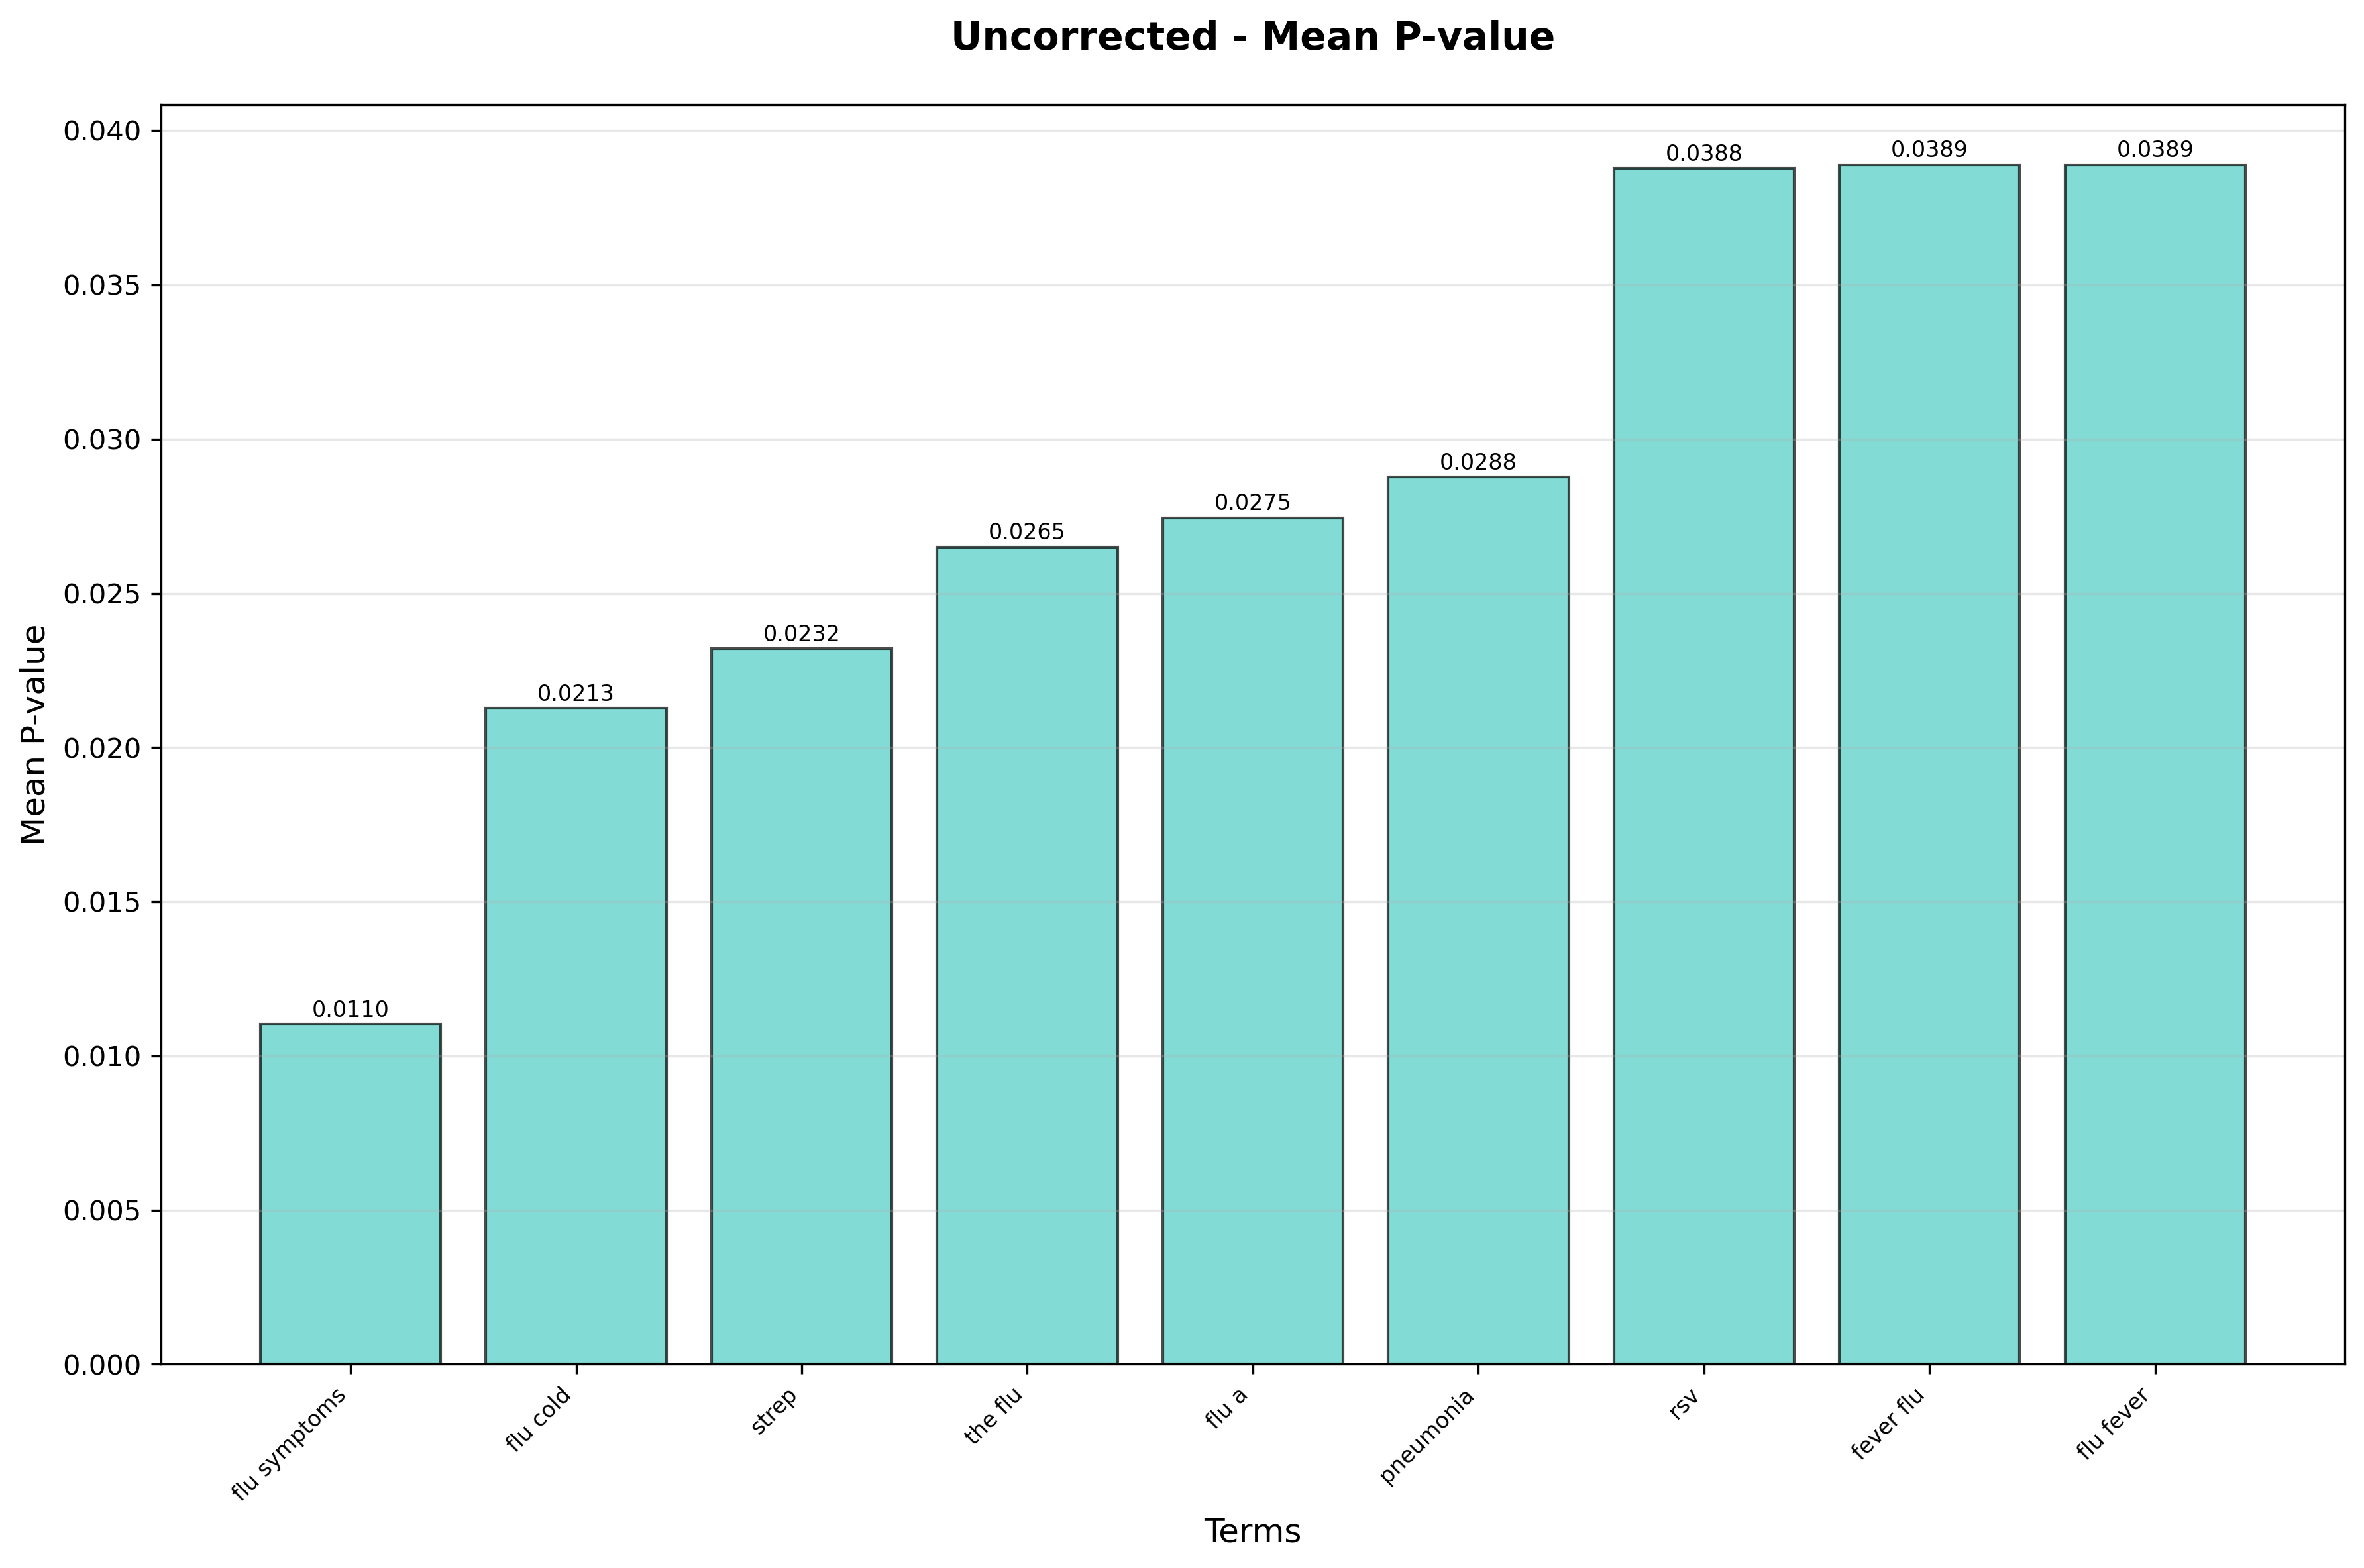 Uncorrected - Mean P-value
Mean P-value
0.040
0.035
0.030
0.025
0.020
0.015
0.010
0.005
0.000
0.0110
0.0213
0.0232
0.0265
0.0275
0.0288
0.0388
0.0389
0.0389
flu symptoms
flu cold
strep
the flu
flu a
pneumonia
rsv
fever flu
flu fever
Terms